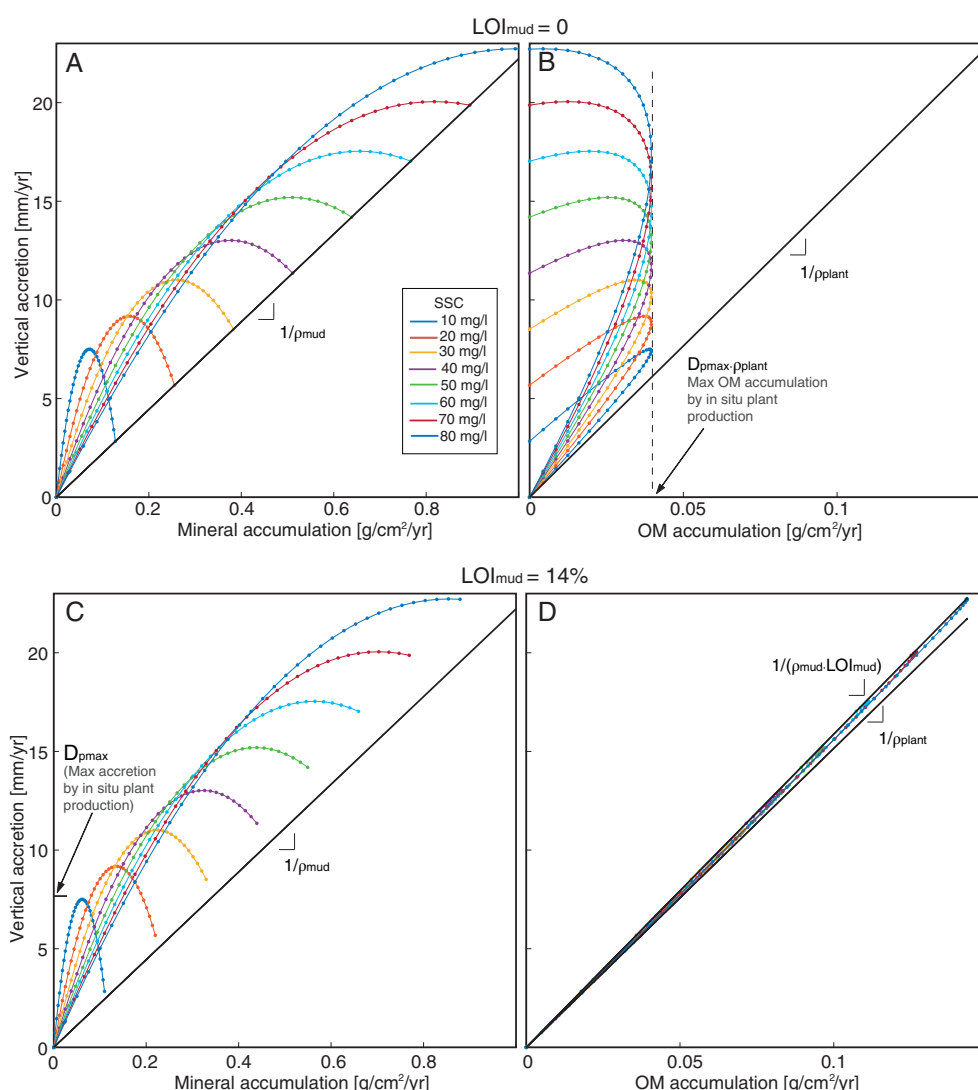 LOImud = 0
A
B
20
15
10
5
0
Vertical accretion [mm/yr]
1/ρmud
SSC
10 mg/l
20 mg/l
30 mg/l
40 mg/l
50 mg/l
60 mg/l
70 mg/l
80 mg/l
1/ρplant
Dpmax·ρplant
Max OM accumulation
by in situ plant
production
0 0.2 0.4 0.6 0.8
0 0.05 0.1
Mineral accumulation [g/cm²/yr]
OM accumulation [g/cm²/yr]
LOImud = 14%
C
D
20
15
10
5
0
Vertical accretion [mm/yr]
Dpmax
(Max accretion
by in situ plant
production)
1/ρmud
1/(ρmud·LOImud)
1/ρplant
0 0.2 0.4 0.6 0.8
0 0.05 0.1
Mineral accumulation [g/cm²/yr]
OM accumulation [g/cm²/yr]